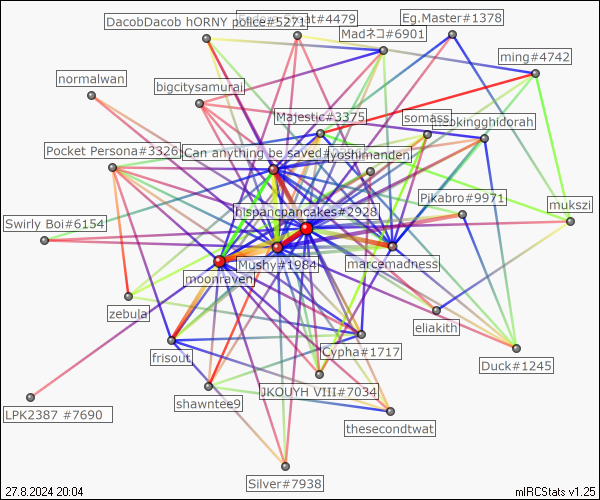 DacobDacob hORNY police#5271
at#4479
Eg.Master#1378
Madネコ#6901
ming#4742
normalwan
bigcitysamurai
Majestic#3375
somass
thebkingghidorah
Pocket Persona#3326
Can anything be saved
yoshimanden
Pikabro#9971
mukszi
hispancpancakes#2928
Swirly Boi#6154
Mushy#1984
marcemadness
moonraven
zebula
eliakith
frisout
Cypha#1717
Duck#1245
JKOUYH VIII#7034
shawntee9
LPK2387 #7690
thesecondtwat
Silver#7938
27.8.2024 20:04
mIRCStats v1.25